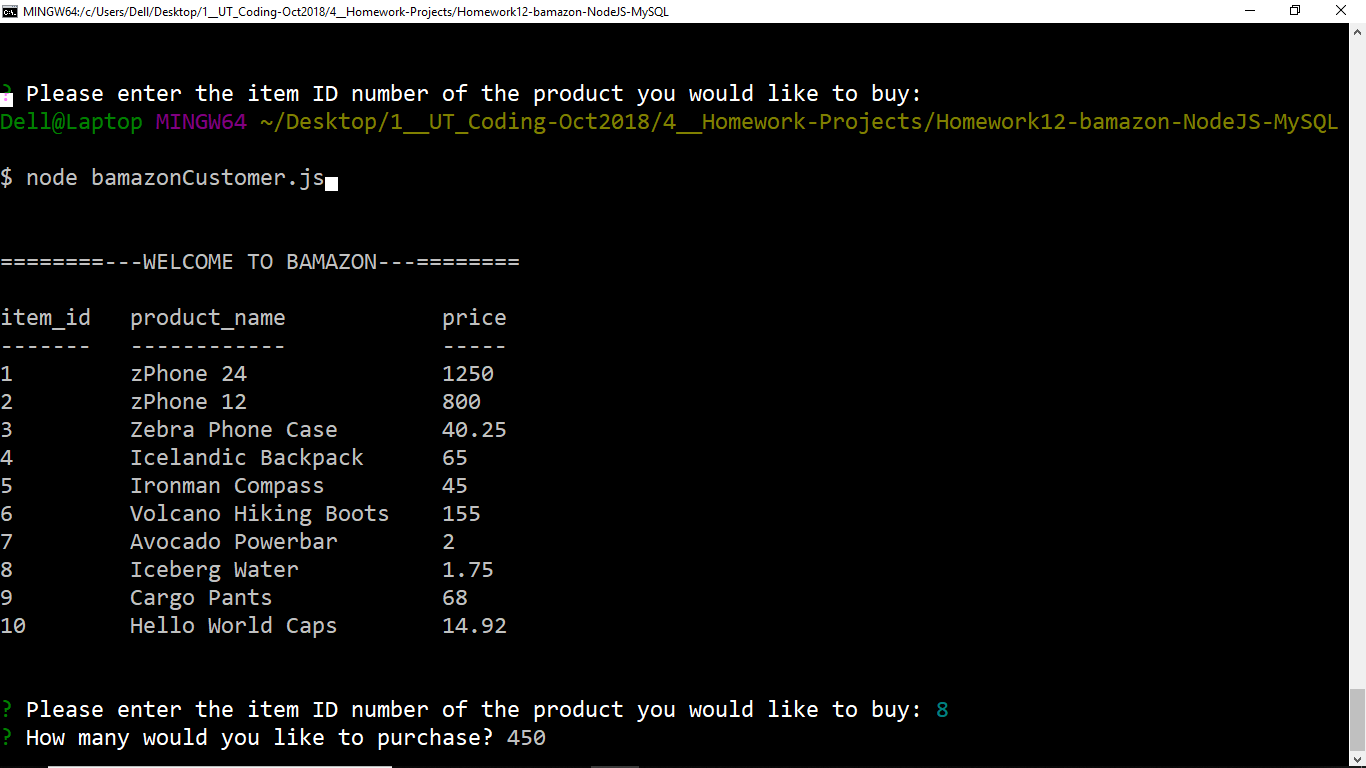 MINGW64:/c/Users/Dell/Desktop/1__UT_Coding-Oct2018/4__Homework-Projects/Homework12-bamazon-NodeJS-MySQL
? Please enter the item ID number of the product you would like to buy:
Dell@Laptop MINGW64 ~/Desktop/1__UT_Coding-Oct2018/4__Homework-Projects/Homework12-bamazon-NodeJS-MySQL
$ node bamazonCustomer.js
========---WELCOME TO BAMAZON---========
item_id   product_name            price
-------   ------------            -----
1         zPhone 24               1250
2         zPhone 12               800
3         Zebra Phone Case        40.25
4         Icelandic Backpack      65
5         Ironman Compass         45
6         Volcano Hiking Boots    155
7         Avocado Powerbar        2
8         Iceberg Water           1.75
9         Cargo Pants             68
10        Hello World Caps        14.92
? Please enter the item ID number of the product you would like to buy: 8
? How many would you like to purchase? 450